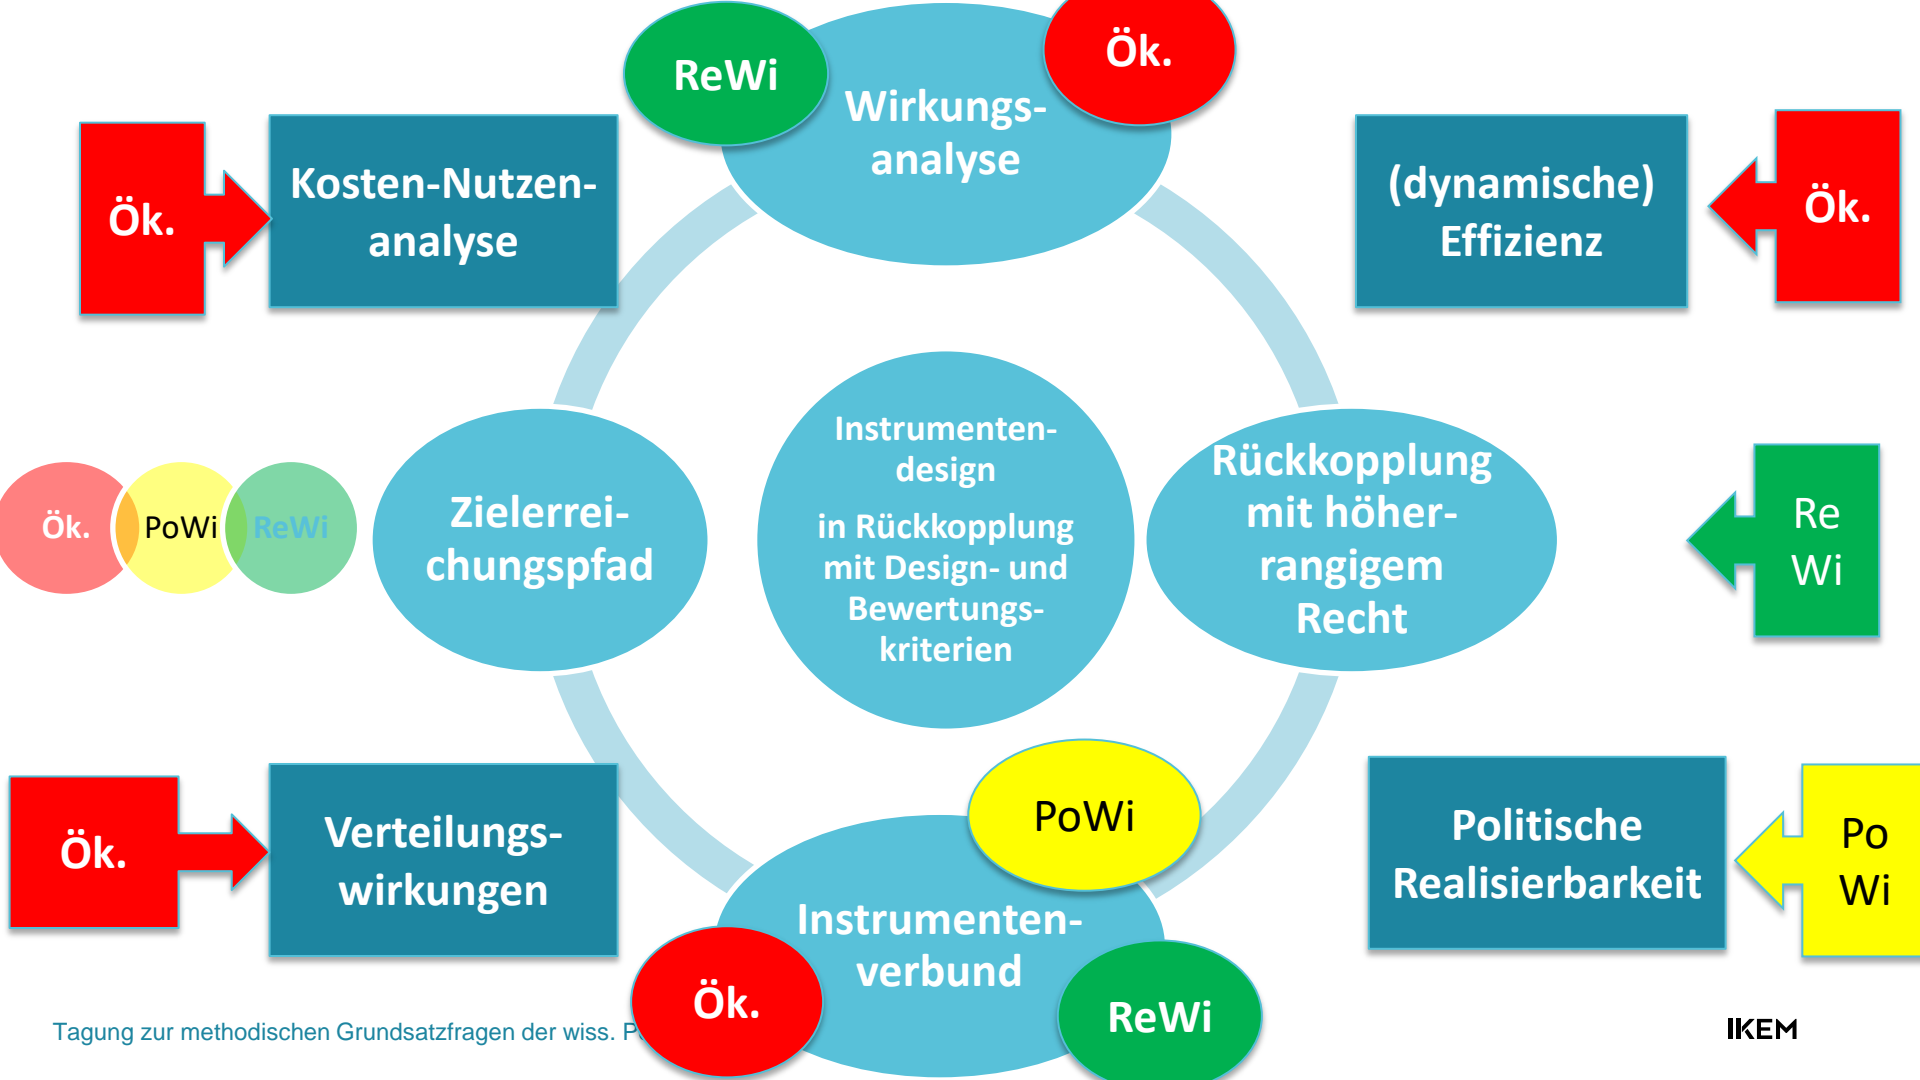 ReWi
Ök.
Wirkungs-
analyse
Ök.
Kosten-Nutzen-
analyse
(dynamische)
Effizienz
Ök.
Ök.
PoWi
ReWi
Zielerrei-
chungspfad
Instrumenten-
design
in Rückkopplung
mit Design- und
Bewertungs-
kriterien
Rückkopplung
mit höher-
rangigem
Recht
Re
Wi
Ök.
Verteilungs-
wirkungen
PoWi
Instrumenten-
verbund
Ök.
ReWi
Politische
Realisierbarkeit
Po
Wi
Tagung zur methodischen Grundsatzfragen der wiss.
IKEM